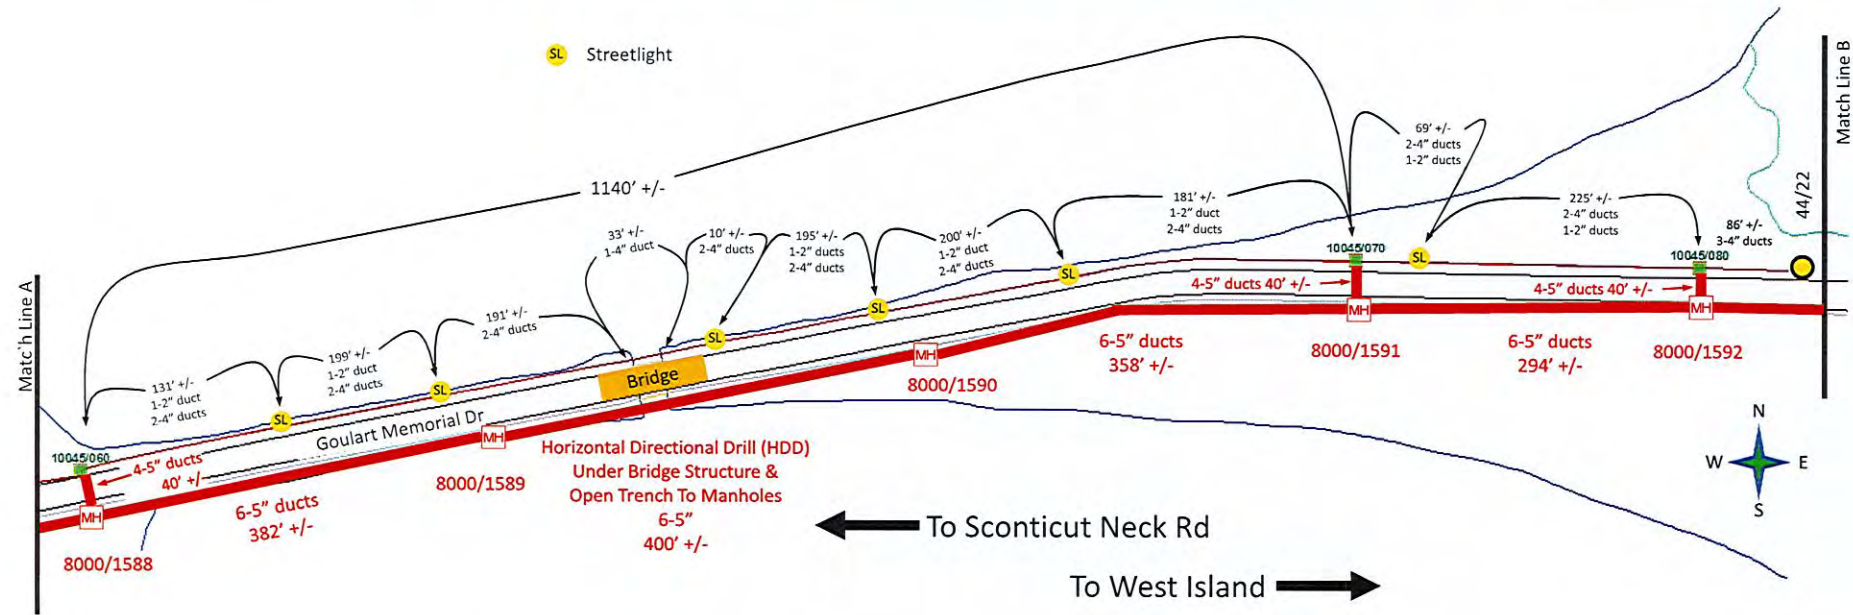 SL Streetlight
Match Line B
44/22
1140' +/-
69' +/-
2-4" ducts
1-2" ducts
181' +/-
1-2" duct
2-4" ducts
225' +/-
2-4" ducts
1-2" ducts
86' +/-
3-4" ducts
33' +/-
1-4" duct
10' +/-
2-4" ducts
195' +/-
1-2" ducts
2-4" ducts
200' +/-
1-2" duct
2-4" ducts
10045/070
10045/080
SL
SL
SL
SL
4-5" ducts 40' +/-
4-5" ducts 40' +/-
MH
MH
Matc`h Line A
191' +/-
2-4" ducts
199' +/-
1-2" duct
2-4" ducts
131' +/-
1-2" duct
2-4" ducts
SL
SL
Bridge
MH
6-5" ducts
358' +/-
8000/1591
6-5" ducts
294' +/-
8000/1592
8000/1590
Goulart Memorial Dr
MH
10045/060
4-5" ducts
40' +/-
MH
8000/1588
6-5" ducts
382' +/-
8000/1589
Horizontal Directional Drill (HDD)
Under Bridge Structure &
Open Trench To Manholes
6-5"
400' +/-
To Sconticut Neck Rd
To West Island
N
W
E
S